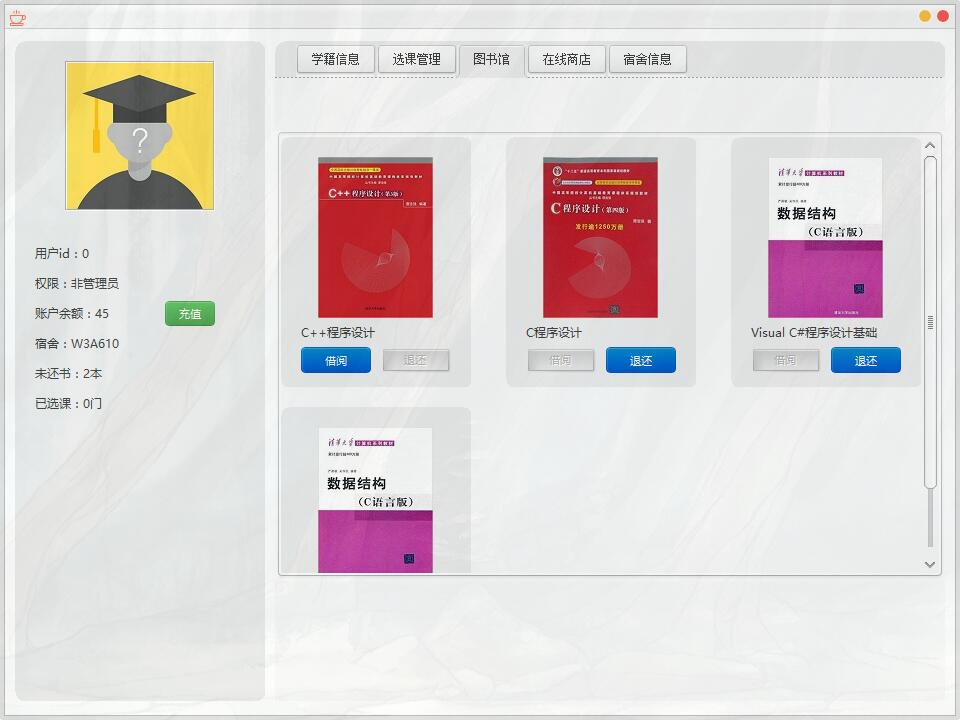 学籍信息 选课管理 图书馆 在线商店 宿舍信息
?
用户id：0
权限：非管理员
账户余额：45 充值
宿舍：W3A610
未还书：2本
已选课：0门
C++程序设计(第3版)
C++程序设计
借阅 退还
C程序设计(第四版)
发行逾1250万册
C程序设计
借阅 退还
清华大学 计算机系列教材
数据结构
（C语言版）
Visual C#程序设计基础
借阅 退还
清华大学 计算机系列教材
数据结构
（C语言版）